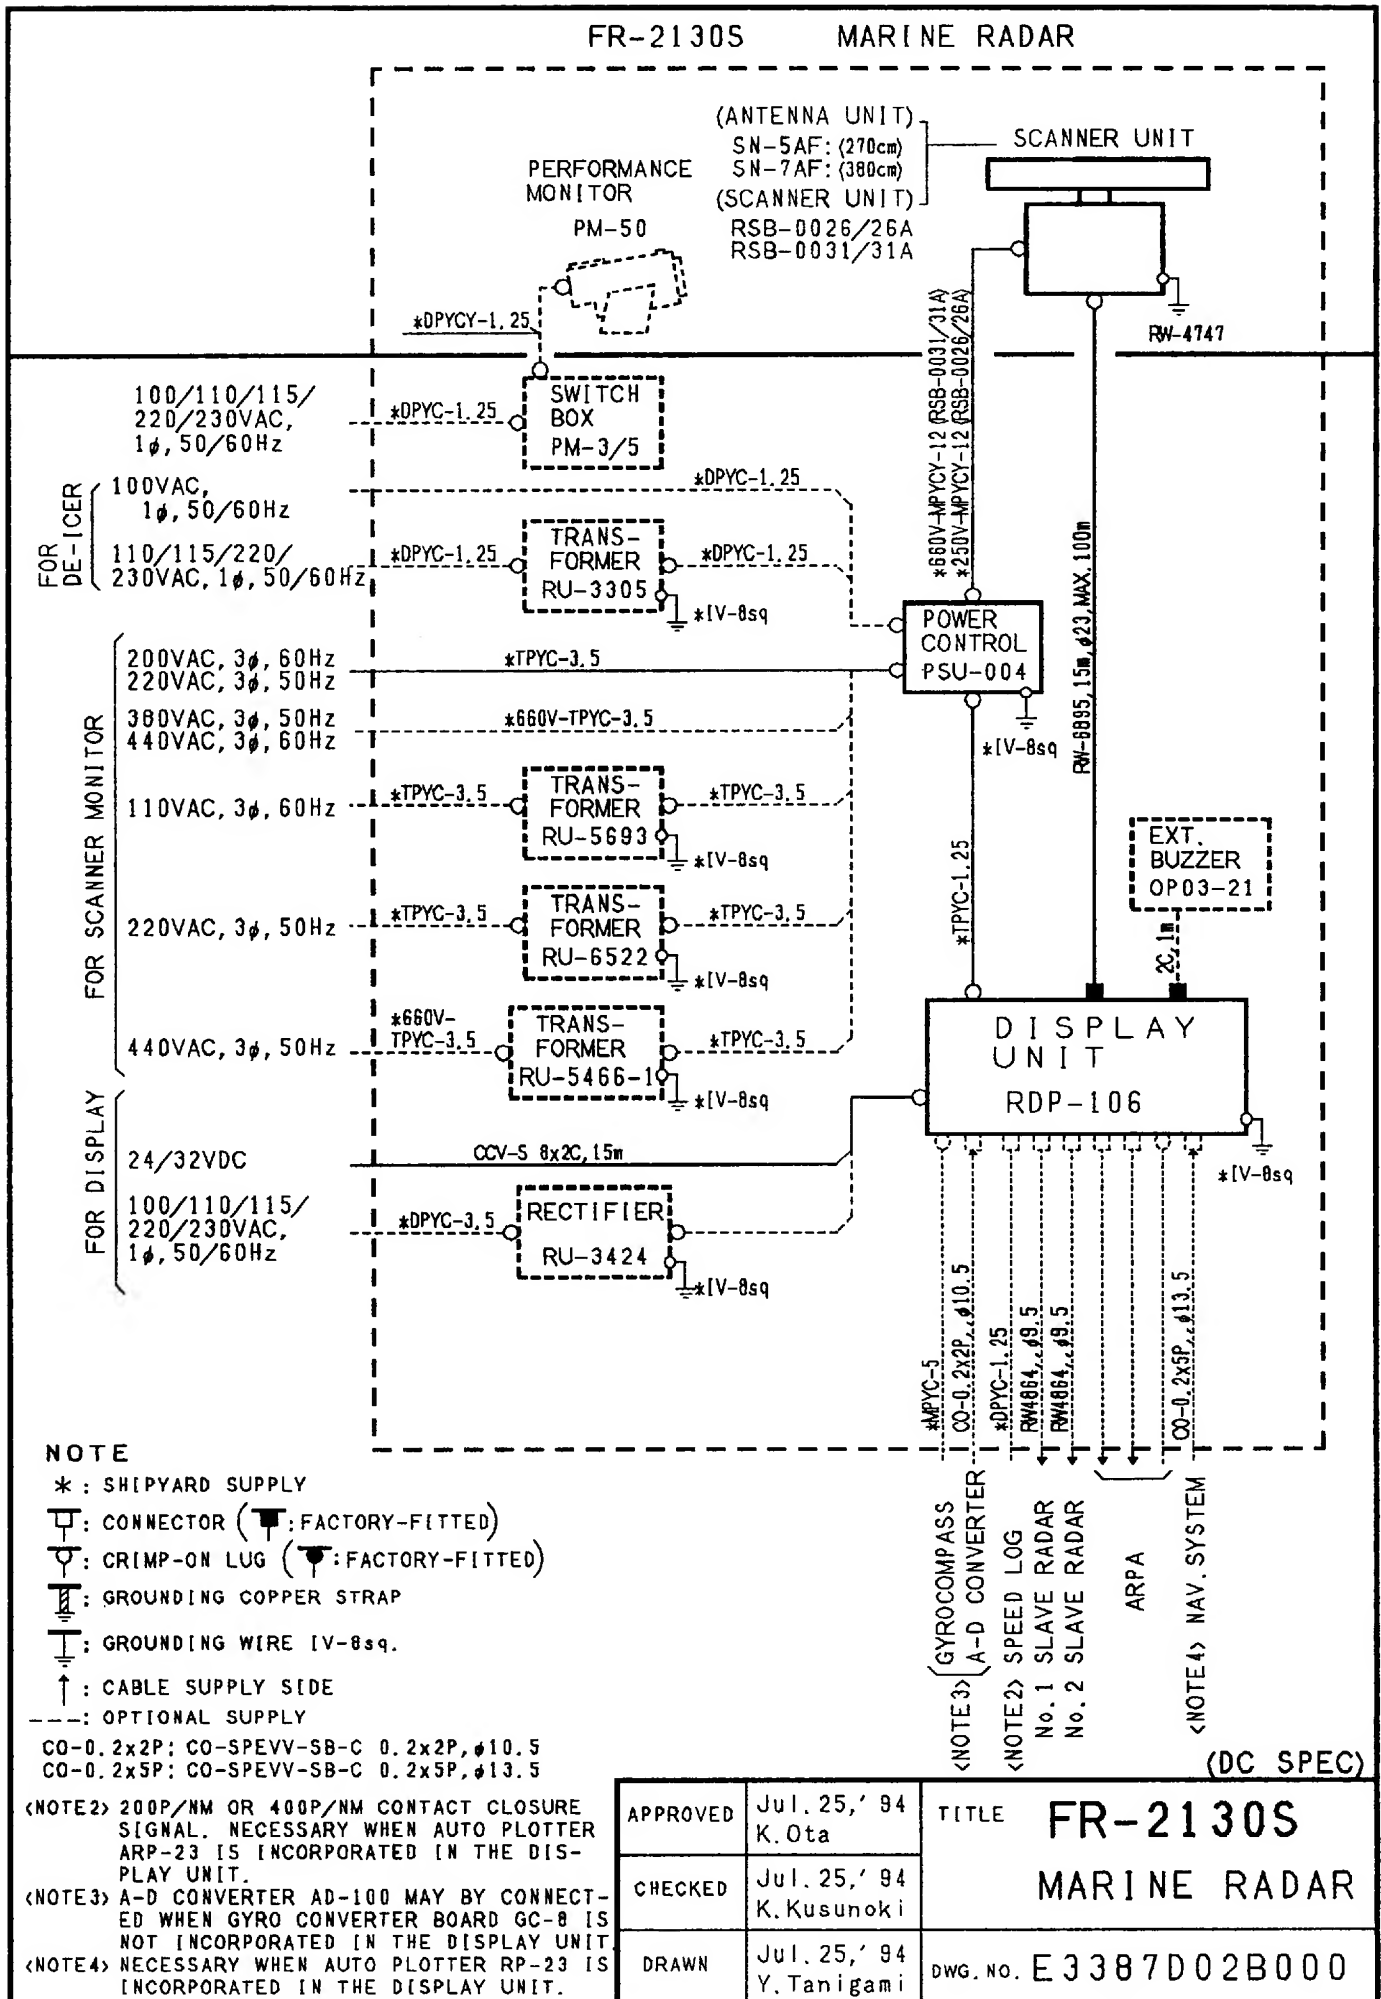 FR-2130S MARINE RADAR
(ANTENNA UNIT)
SN-5AF: (270cm)
SN-7AF: (380cm)
(SCANNER UNIT)
RSB-0026/26A
RSB-0031/31A
SCANNER UNIT
PERFORMANCE
MONITOR
PM-50
*DPYCY-1.25
RW-4747
*660V-MPYCY-12 (RSB-0031/31A)
*250V-MPYCY-12 (RSB-0026/26A)
100/110/115/
220/230VAC,
1φ, 50/60Hz
*DPYC-1.25
SWITCH
BOX
PM-3/5
FOR
DE-ICER
100VAC,
1φ, 50/60Hz
*DPYC-1.25
110/115/220/
230VAC, 1φ, 50/60Hz
*DPYC-1.25
TRANS-
FORMER
RU-3305
*DPYC-1.25
*IV-8sq
RW-6895, 15m, φ23, MAX. 100m
POWER
CONTROL
PSU-004
*IV-8sq
FOR SCANNER MONITOR
200VAC, 3φ, 60Hz
220VAC, 3φ, 50Hz
*TPYC-3.5
380VAC, 3φ, 50Hz
440VAC, 3φ, 60Hz
*660V-TPYC-3.5
110VAC, 3φ, 60Hz
*TPYC-3.5
TRANS-
FORMER
RU-5693
*TPYC-3.5
*IV-8sq
220VAC, 3φ, 50Hz
*TPYC-3.5
TRANS-
FORMER
RU-6522
*TPYC-3.5
*IV-8sq
440VAC, 3φ, 50Hz
*660V-
TPYC-3.5
TRANS-
FORMER
RU-5466-1
*TPYC-3.5
*IV-8sq
*TPYC-1.25
EXT.
BUZZER
OP03-21
2C, 1m
DISPLAY
UNIT
RDP-106
*IV-8sq
FOR DISPLAY
24/32VDC
CCV-S 8x2C, 15m
100/110/115/
220/230VAC,
1φ, 50/60Hz
*DPYC-3.5
RECTIFIER
RU-3424
*IV-8sq
*MPYC-5
CO-0.2x2P,, φ10.5
*DPYC-1.25
RW4864,, φ9.5
RW4864,, φ9.5
CO-0.2x5P,, φ13.5
<NOTE3> GYROCOMPASS
A-D CONVERTER
<NOTE2> SPEED LOG
No.1 SLAVE RADAR
No.2 SLAVE RADAR
ARPA
<NOTE4> NAV. SYSTEM
NOTE
*: SHIPYARD SUPPLY
: CONNECTOR ( : FACTORY-FITTED)
: CRIMP-ON LUG ( : FACTORY-FITTED)
: GROUNDING COPPER STRAP
: GROUNDING WIRE IV-8sq.
: CABLE SUPPLY SIDE
---: OPTIONAL SUPPLY
CO-0.2x2P: CO-SPEVV-SB-C 0.2x2P, φ10.5
CO-0.2x5P: CO-SPEVV-SB-C 0.2x5P, φ13.5
<NOTE2> 200P/NM OR 400P/NM CONTACT CLOSURE
SIGNAL. NECESSARY WHEN AUTO PLOTTER
ARP-23 IS INCORPORATED IN THE DIS-
PLAY UNIT.
<NOTE3> A-D CONVERTER AD-100 MAY BY CONNECT-
ED WHEN GYRO CONVERTER BOARD GC-8 IS
NOT INCORPORATED IN THE DISPLAY UNIT
<NOTE4> NECESSARY WHEN AUTO PLOTTER RP-23 IS
INCORPORATED IN THE DISPLAY UNIT.
(DC SPEC)
APPROVED Jul. 25,' 94
K. Ota
CHECKED Jul. 25,' 94
K. Kusunoki
DRAWN Jul. 25,' 94
Y. Tanigami
TITLE FR-2130S
MARINE RADAR
DWG. NO. E3387D02B000